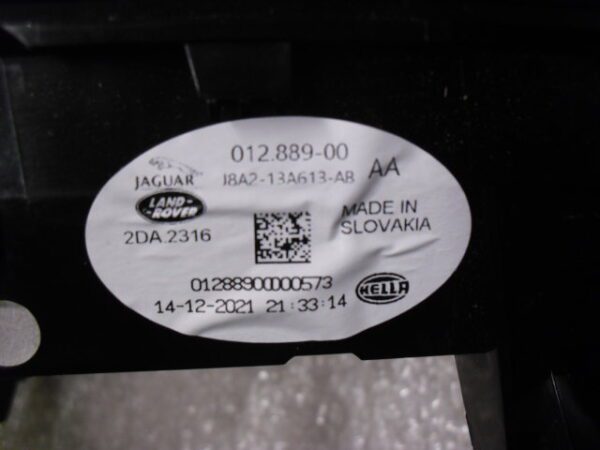 012.889-00
JAGUAR
J8A2-13A613-AB
AA
LAND-
ROVER
MADE IN
SLOVAKIA
2DA.2316
01288900000573
14-12-2021 21:33:14
HELLA